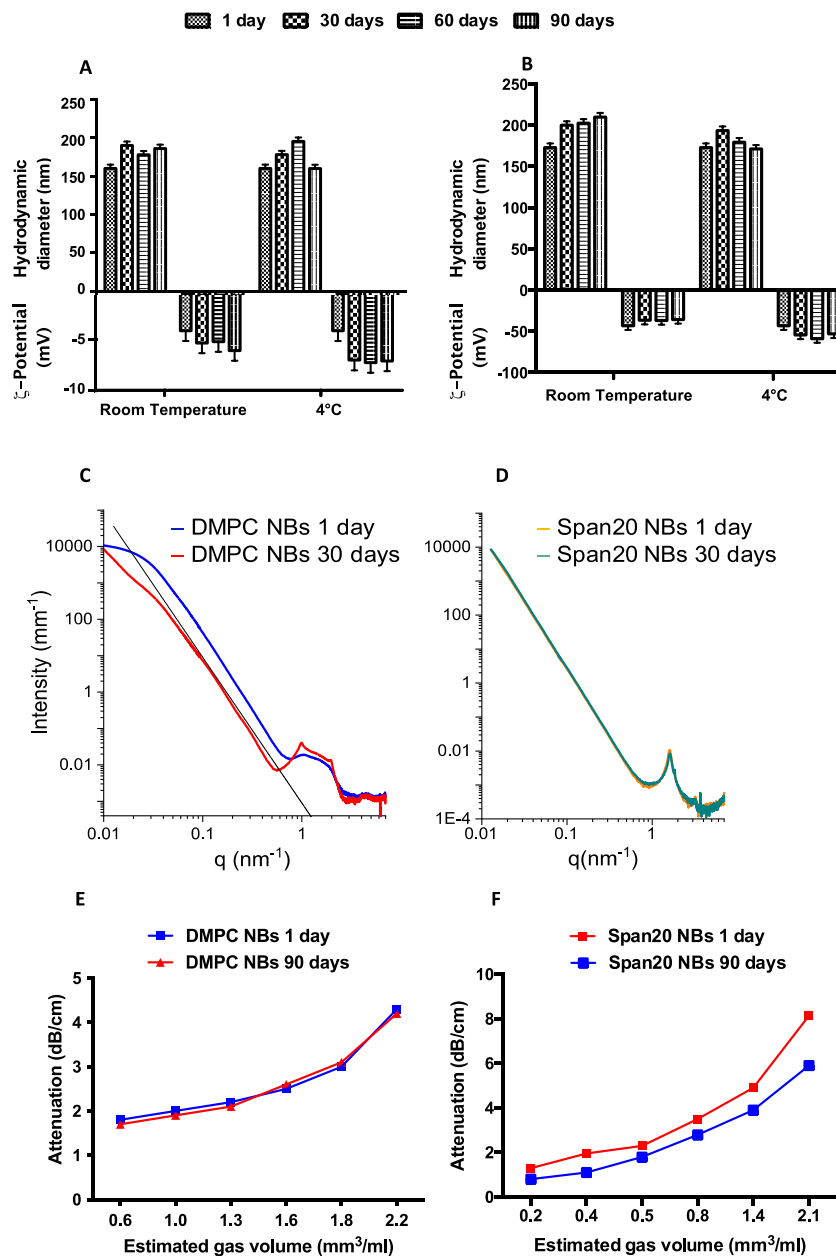 1 day 30 days 60 days 90 days
A
Hydrodynamic
diameter (nm)
250
200
150
100
50
0
ζ-Potential
(mV)
-5
-10
Room Temperature 4°C
B
Hydrodynamic
diameter (nm)
250
200
150
100
50
0
ζ-Potential
(mV)
-50
-100
Room Temperature 4°C
C
DMPC NBs 1 day
DMPC NBs 30 days
Intensity (mm⁻¹)
10000
100
1
0.01
0.01 0.1 1
q (nm⁻¹)
D
Span20 NBs 1 day
Span20 NBs 30 days
10000
100
1
0.01
1E-4
0.01 0.1 1
q(nm⁻¹)
E
DMPC NBs 1 day
DMPC NBs 90 days
Attenuation (dB/cm)
5
4
3
2
1
0
0.6 1.0 1.3 1.6 1.8 2.2
Estimated gas volume (mm³/ml)
F
Span20 NBs 1 day
Span20 NBs 90 days
Attenuation (dB/cm)
10
8
6
4
2
0
0.2 0.4 0.5 0.8 1.4 2.1
Estimated gas volume (mm³/ml)